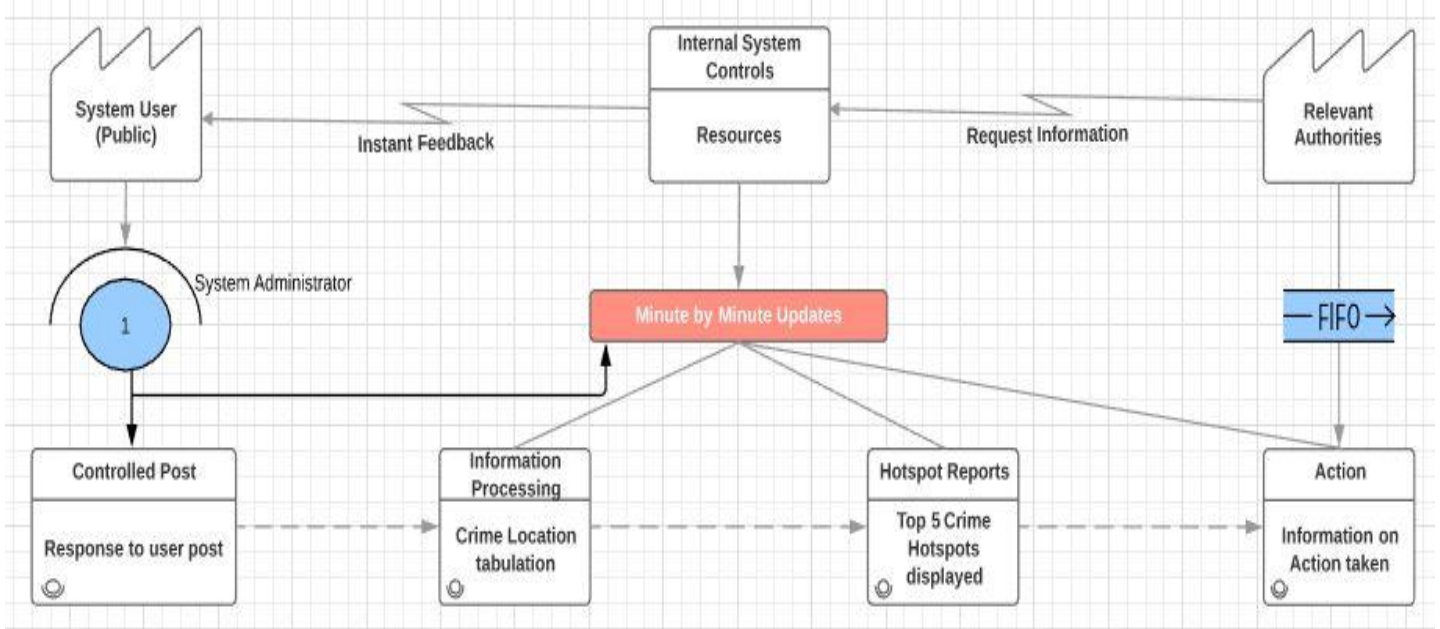 System User
(Public)
Instant Feedback
Internal System
Controls
Resources
Request Information
Relevant
Authorities
System Administrator
1
Minute by Minute Updates
FIFO
Controlled Post
Response to user post
Information
Processing
Crime Location
tabulation
Hotspot Reports
Top 5 Crime
Hotspots
displayed
Action
Information on
Action taken